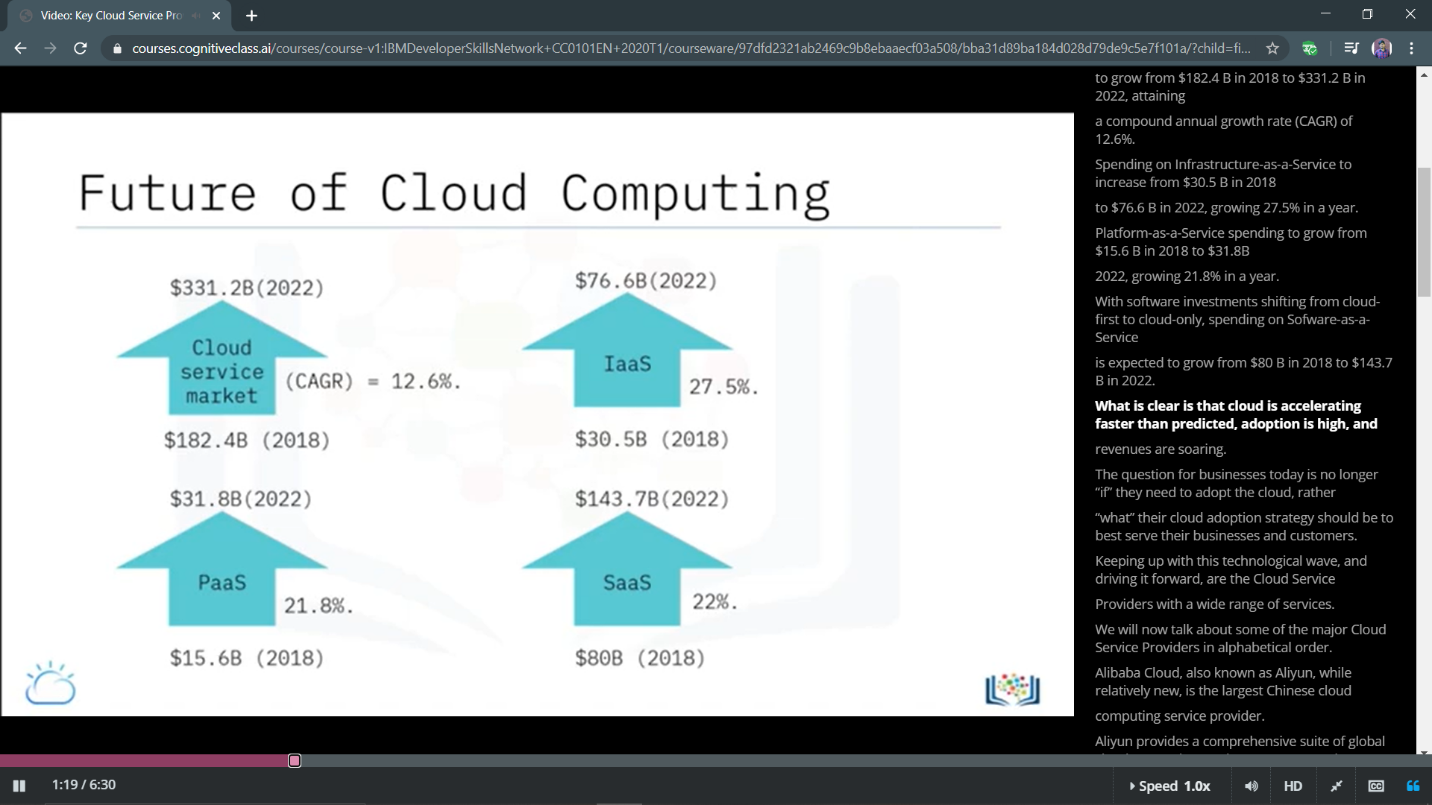 Video: Key Cloud Service Pro
courses.cognitiveclass.ai/courses/course-v1:IBMDeveloperSkillsNetwork+CC0101EN+2020T1/courseware/97dfd2321ab2469c9b8ebaaecf03a508/bba31d89ba184d028d79de9c5e7f101a/?child=fi...
Future of Cloud Computing
$331.2B(2022)
Cloud
service
market
(CAGR) = 12.6%.
$182.4B (2018)
$76.6B(2022)
IaaS
27.5%.
$30.5B (2018)
$31.8B(2022)
PaaS
21.8%.
$15.6B (2018)
$143.7B(2022)
SaaS
22%.
$80B (2018)
to grow from $182.4 B in 2018 to $331.2 B in
2022, attaining
a compound annual growth rate (CAGR) of
12.6%.
Spending on Infrastructure-as-a-Service to
increase from $30.5 B in 2018
to $76.6 B in 2022, growing 27.5% in a year.
Platform-as-a-Service spending to grow from
$15.6 B in 2018 to $31.8B
2022, growing 21.8% in a year.
With software investments shifting from cloud-
first to cloud-only, spending on Sofware-as-a-
Service
is expected to grow from $80 B in 2018 to $143.7
B in 2022.
What is clear is that cloud is accelerating
faster than predicted, adoption is high, and
revenues are soaring.
The question for businesses today is no longer
“if” they need to adopt the cloud, rather
“what” their cloud adoption strategy should be to
best serve their businesses and customers.
Keeping up with this technological wave, and
driving it forward, are the Cloud Service
Providers with a wide range of services.
We will now talk about some of the major Cloud
Service Providers in alphabetical order.
Alibaba Cloud, also known as Aliyun, while
relatively new, is the largest Chinese cloud
computing service provider.
Aliyun provides a comprehensive suite of global
1:19 / 6:30
Speed 1.0x
HD
CC